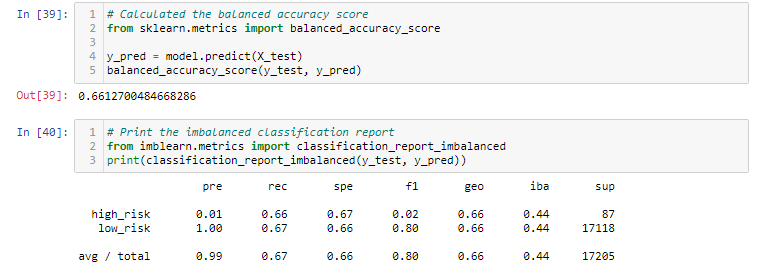 In [39]: 1 # Calculated the balanced accuracy score
2 from sklearn.metrics import balanced_accuracy_score
3
4 y_pred = model.predict(X_test)
5 balanced_accuracy_score(y_test, y_pred)
Out[39]: 0.6612700484668286
In [40]: 1 # Print the imbalanced classification report
2 from imblearn.metrics import classification_report_imbalanced
3 print(classification_report_imbalanced(y_test, y_pred))
pre rec spe f1 geo iba sup
high_risk 0.01 0.66 0.67 0.02 0.66 0.44 87
low_risk 1.00 0.67 0.66 0.80 0.66 0.44 17118
avg / total 0.99 0.67 0.66 0.80 0.66 0.44 17205